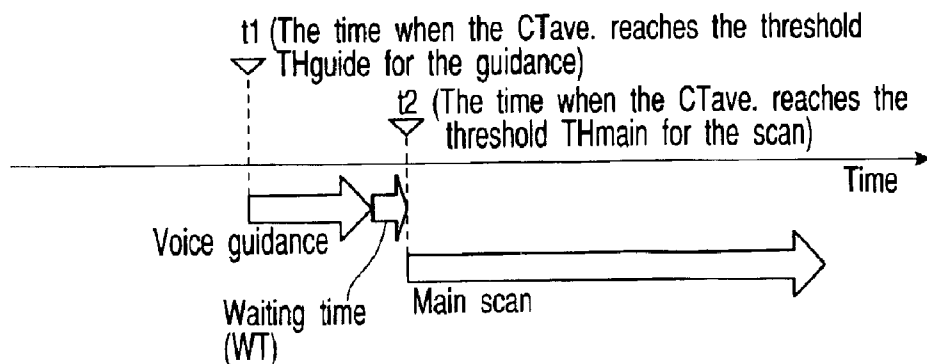 t1 (The time when the CTave. reaches the threshold
THguide for the guidance)
t2 (The time when the CTave. reaches the
threshold THmain for the scan)
Time
Voice guidance
Waiting time
(WT)
Main scan